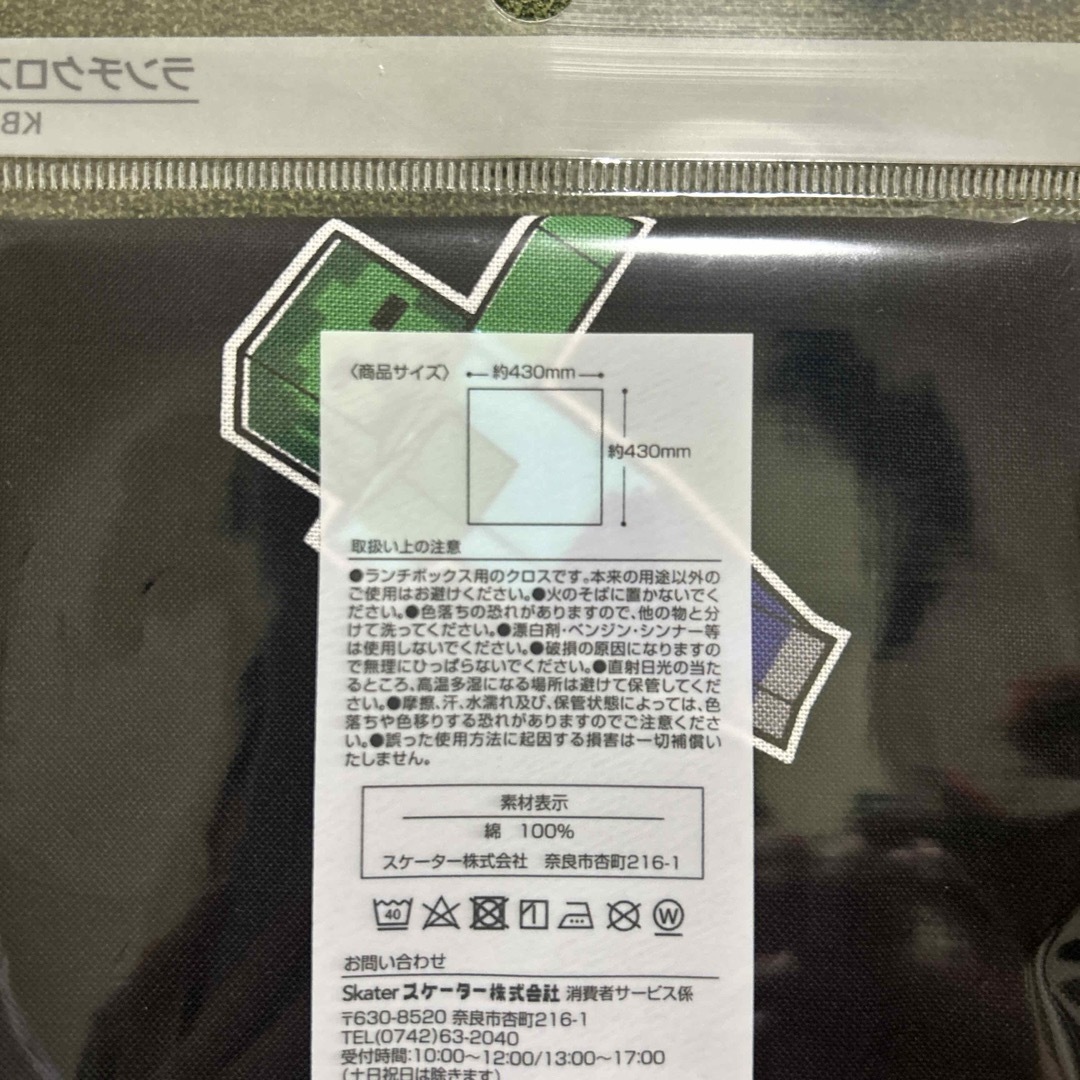 ランチクロス
KB
〈商品サイズ〉
約430mm
約430mm
取扱い上の注意
●ランチボックス用のクロスです。本来の用途以外の
ご使用はお避けください。●火のそばに置かないでく
ださい。●色落ちの恐れがありますので、他の物と分
けて洗ってください。●漂白剤・ベンジン・シンナー等
は使用しないでください。●破損の原因になりますの
で無理にひっぱらないでください。●直射日光の当た
るところ、高温多湿になる場所は避けて保管してくだ
さい。●摩擦、汗、水濡れ及び、保管状態によっては、色
落ちや色移りする恐れがありますのでご注意くださ
い。●誤った使用方法に起因する損害は一切補償い
たしません。
素材表示
綿 100%
スケーター株式会社 奈良市杏町216-1
40
W
お問い合わせ
Skater スケーター株式会社 消費者サービス係
〒630-8520 奈良市杏町216-1
TEL(0742)63-2040
受付時間:10:00〜12:00/13:00〜17:00
(土日祝日は除きます)